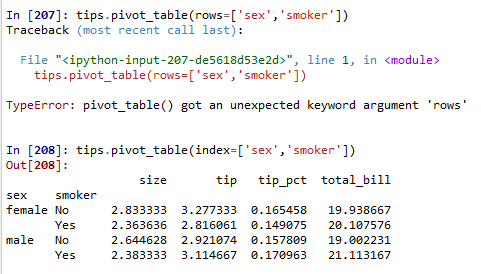 In [207]: tips.pivot_table(rows=['sex','smoker'])
Traceback (most recent call last):
File "<ipython-input-207-de5618d53e2d>", line 1, in <module>
tips.pivot_table(rows=['sex','smoker'])
TypeError: pivot_table() got an unexpected keyword argument 'rows'
In [208]: tips.pivot_table(index=['sex','smoker'])
Out[208]:
size tip tip_pct total_bill
sex smoker
female No 2.833333 3.277333 0.165458 19.938667
Yes 2.363636 2.816061 0.149075 20.107576
male No 2.644628 2.921074 0.157809 19.002231
Yes 2.383333 3.114667 0.170963 21.113167